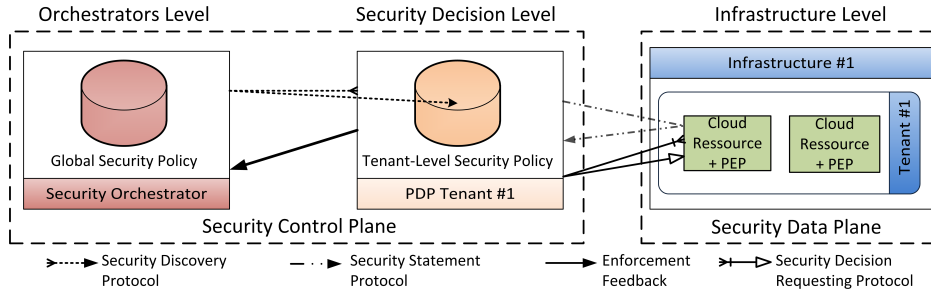 Orchestrators Level
Security Decision Level
Infrastructure Level
Global Security Policy
Security Orchestrator
Tenant-Level Security Policy
PDP Tenant #1
Security Control Plane
Infrastructure #1
Cloud
Ressource
+ PEP
Cloud
Ressource
+ PEP
Tenant #1
Security Data Plane
Security Discovery
Protocol
Security Statement
Protocol
Enforcement
Feedback
Security Decision
Requesting Protocol